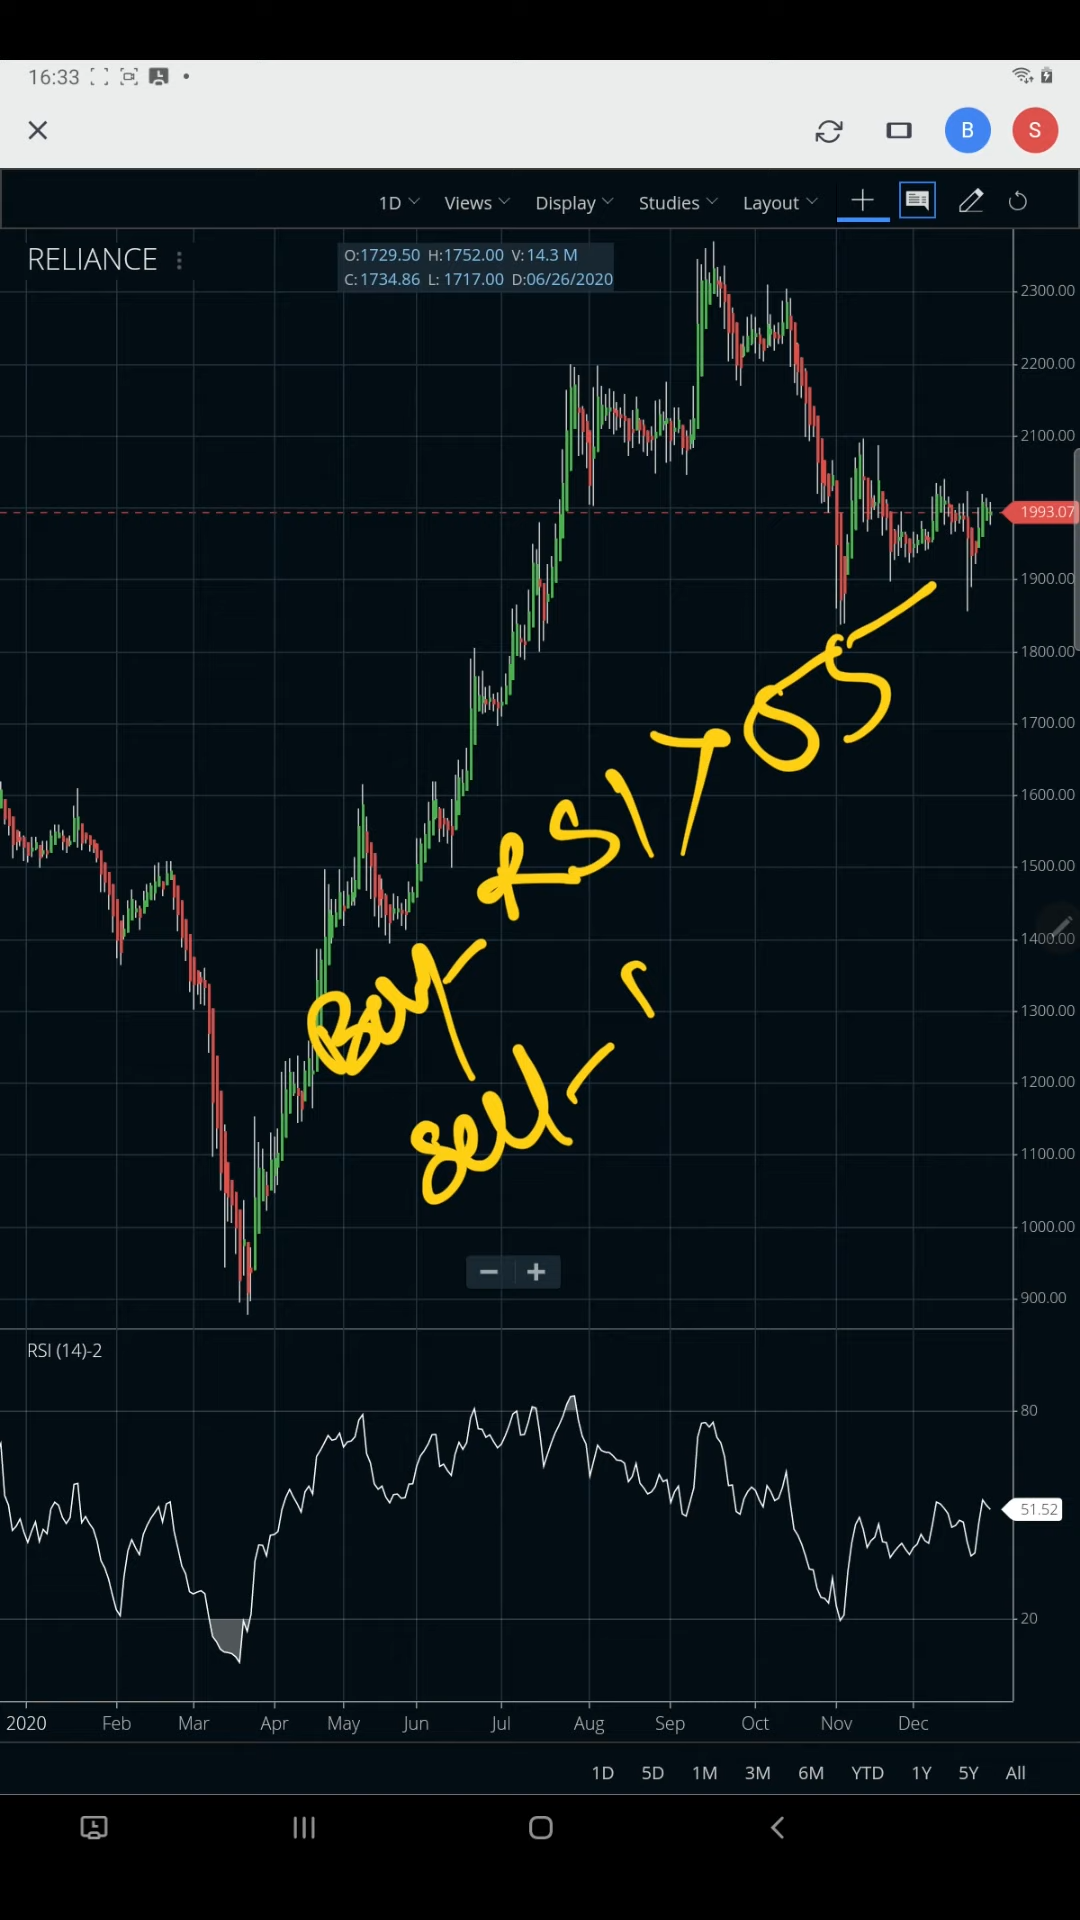 16:33
B S
1D Views Display Studies Layout
RELIANCE
O:1729.50 H:1752.00 V:14.3 M
C:1734.86 L: 1717.00 D:06/26/2020
2300.00
2200.00
2100.00
1993.07
1900.00
1800.00
1700.00
1600.00
1500.00
1400.00
1300.00
1200.00
1100.00
1000.00
900.00
Buy - RSI 7 65
Sell -
RSI (14)-2
80
51.52
20
2020 Feb Mar Apr May Jun Jul Aug Sep Oct Nov Dec
1D 5D 1M 3M 6M YTD 1Y 5Y All